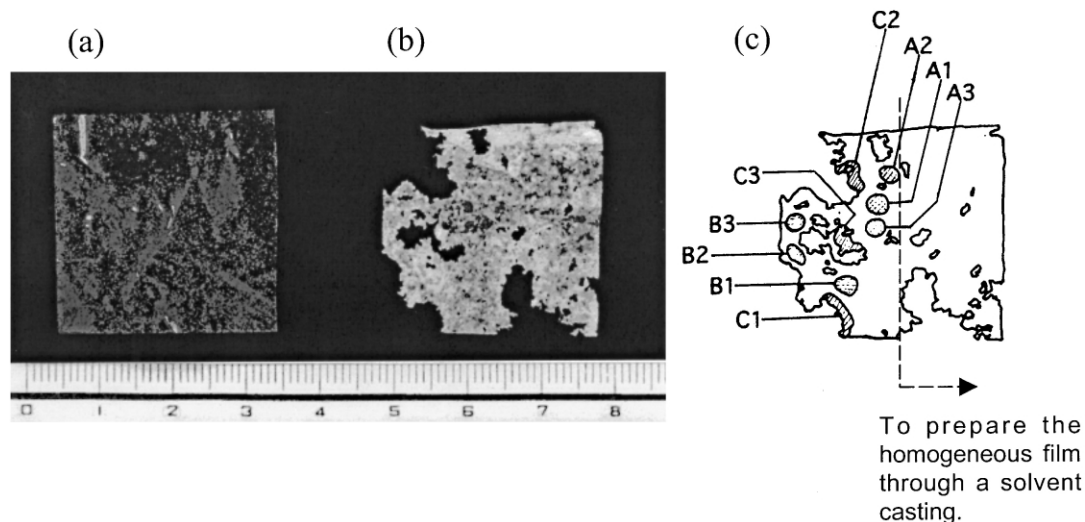 (a)
(b)
(c)
C2
A2
A1
A3
C3
B3
B2
B1
C1
0 1 2 3 4 5 6 7 8
To prepare the
homogeneous film
through a solvent
casting.